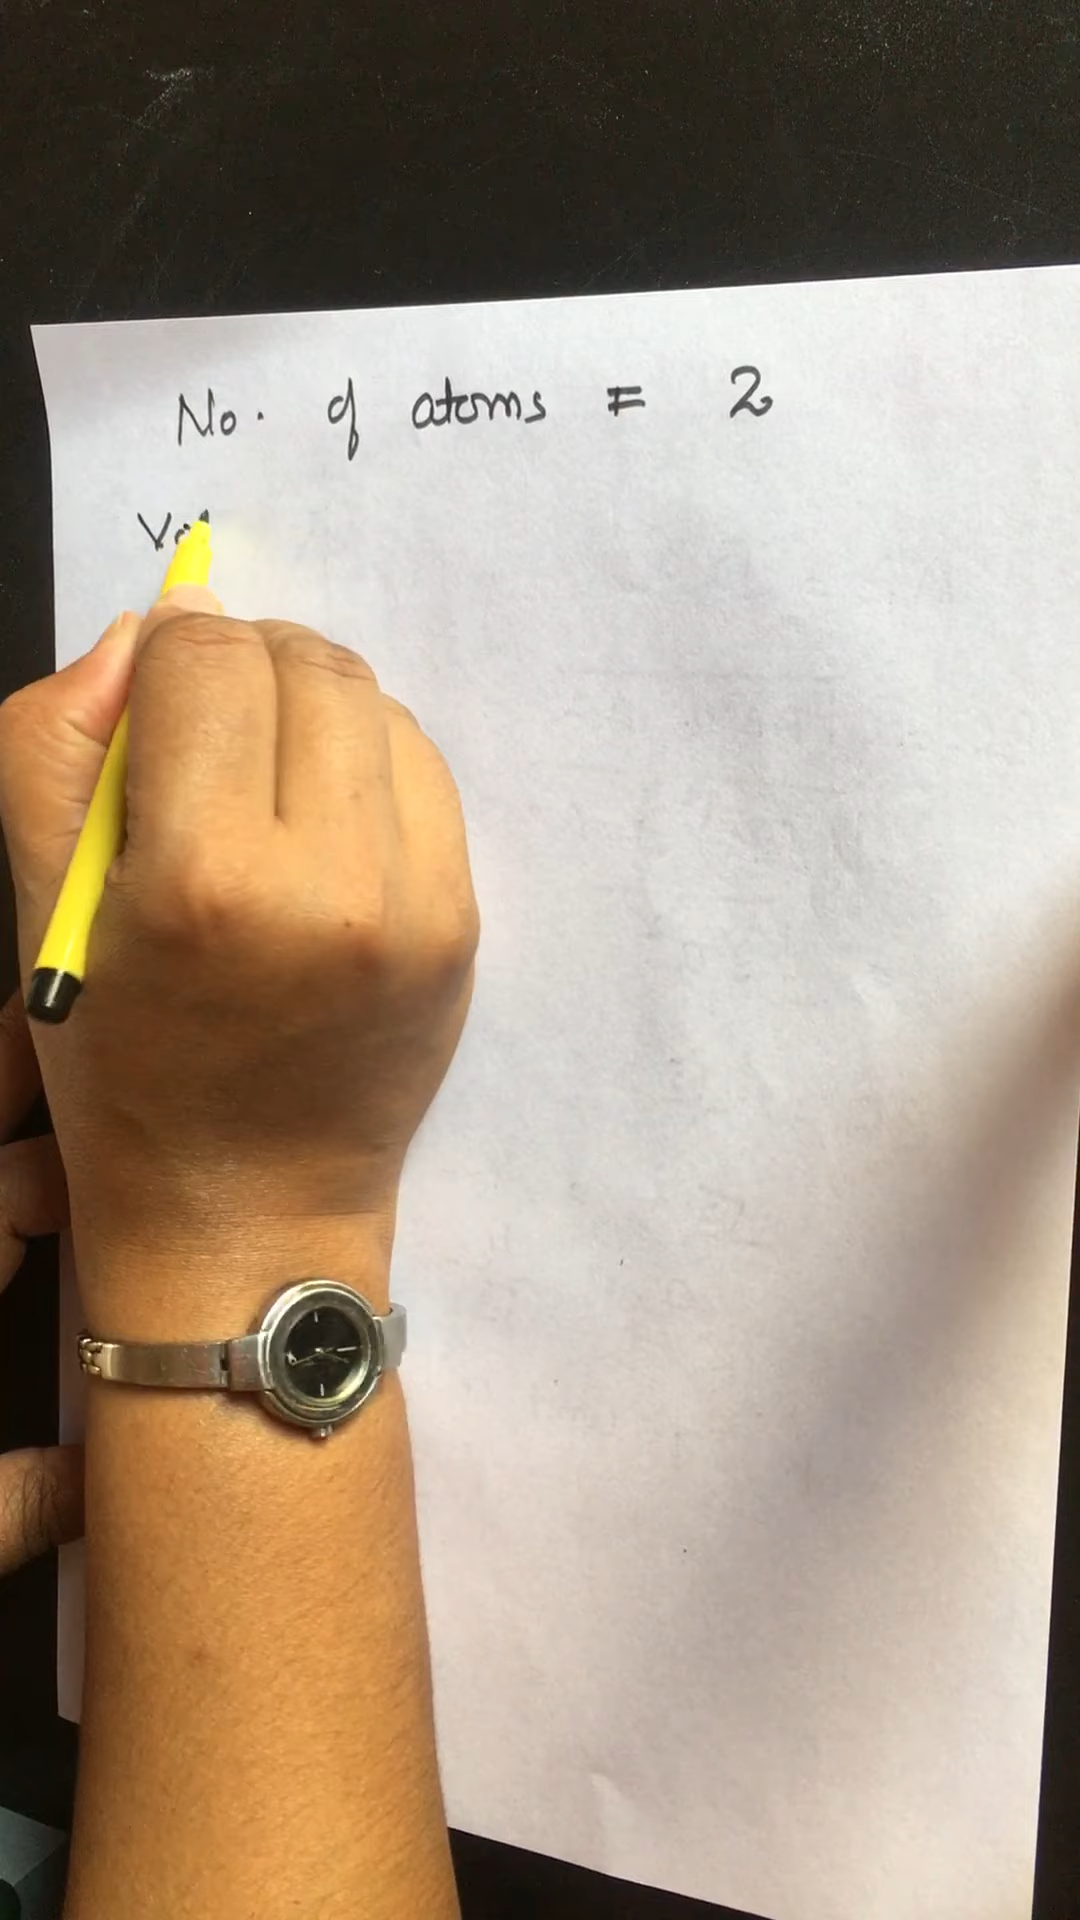 No. of atoms = 2